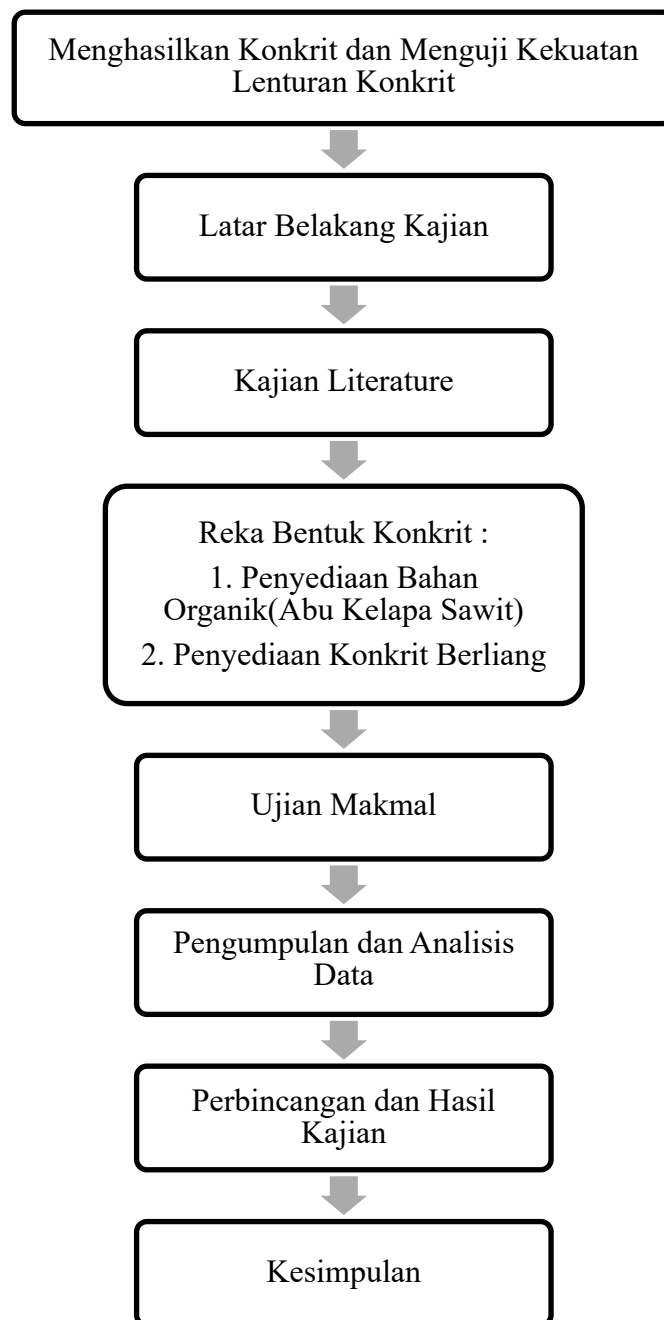 Menghasilkan Konkrit dan Menguji Kekuatan
Lenturan Konkrit
Latar Belakang Kajian
Kajian Literature
Reka Bentuk Konkrit :
1. Penyediaan Bahan
Organik(Abu Kelapa Sawit)
2. Penyediaan Konkrit Berliang
Ujian Makmal
Pengumpulan dan Analisis
Data
Perbincangan dan Hasil
Kajian
Kesimpulan